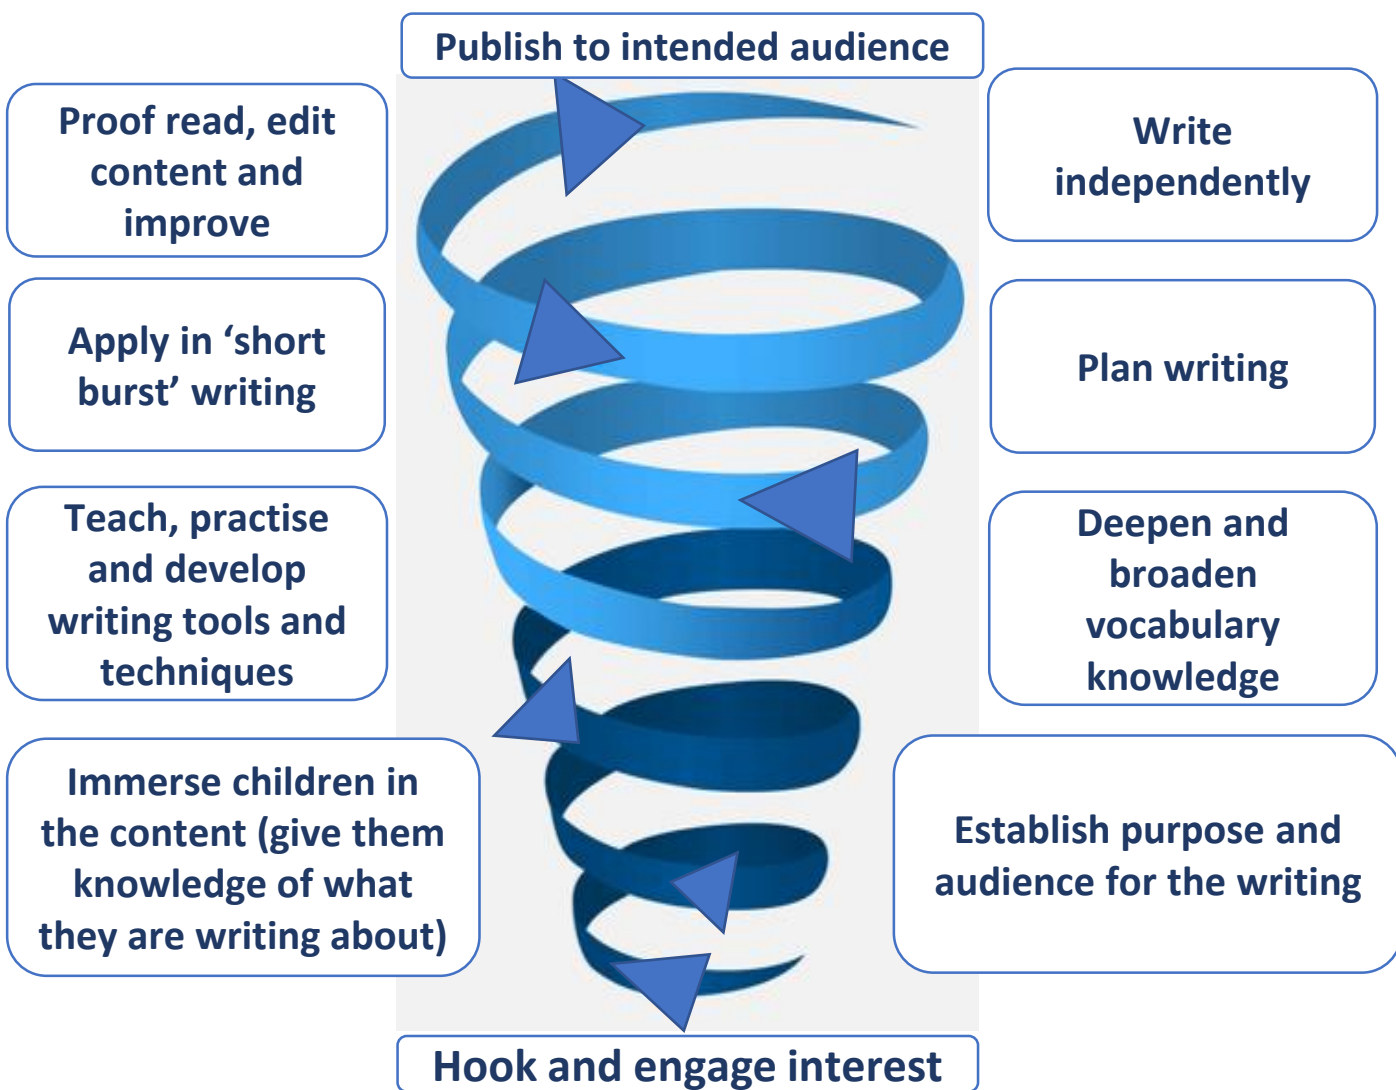 Publish to intended audience
Proof read, edit
content and
improve
Write
independently
Apply in ‘short
burst’ writing
Plan writing
Teach, practise
and develop
writing tools and
techniques
Deepen and
broaden
vocabulary
knowledge
Immerse children in
the content (give them
knowledge of what
they are writing about)
Establish purpose and
audience for the writing
Hook and engage interest